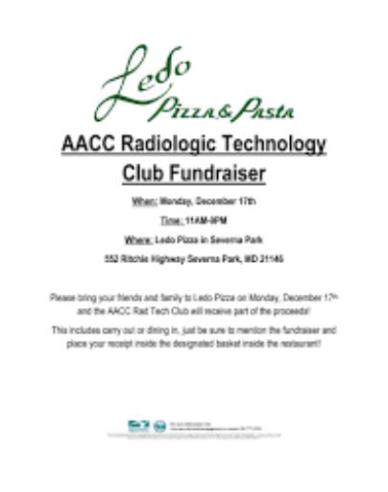 Ledo
Pizza & Pasta
AACC Radiologic Technology
Club Fundraiser
When: Monday, December 17th
Time: 11AM-9PM
Where: Ledo Pizza in Severna Park
552 Ritchie Highway Severna Park, MD 21146
Please bring your friends and family to Ledo Pizza on Monday, December 17th
and the AACC Rad Tech Club will receive part of the proceeds!
This includes carry out or dining in, just be sure to mention the fundraiser and
place your receipt inside the designated basket inside the restaurant!